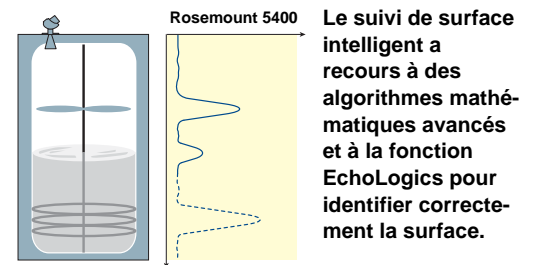 Rosemount 5400
Le suivi de surface
intelligent a
recours à des
algorithmes mathé-
matiques avancés
et à la fonction
EchoLogics pour
identifier correcte-
ment la surface.